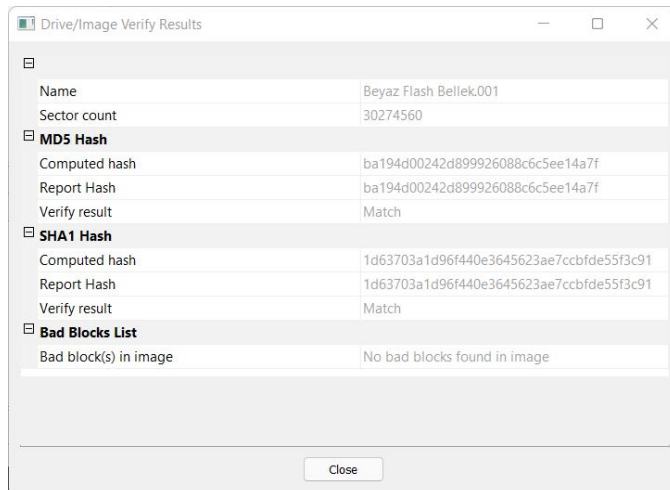 Drive/Image Verify Results
Name Beyaz Flash Bellek.001
Sector count 30274560
MD5 Hash
Computed hash ba194d00242d899926088c6c5ee14a7f
Report Hash ba194d00242d899926088c6c5ee14a7f
Verify result Match
SHA1 Hash
Computed hash 1d63703a1d96f440e3645623ae7ccbfde55f3c91
Report Hash 1d63703a1d96f440e3645623ae7ccbfde55f3c91
Verify result Match
Bad Blocks List
Bad block(s) in image No bad blocks found in image
Close